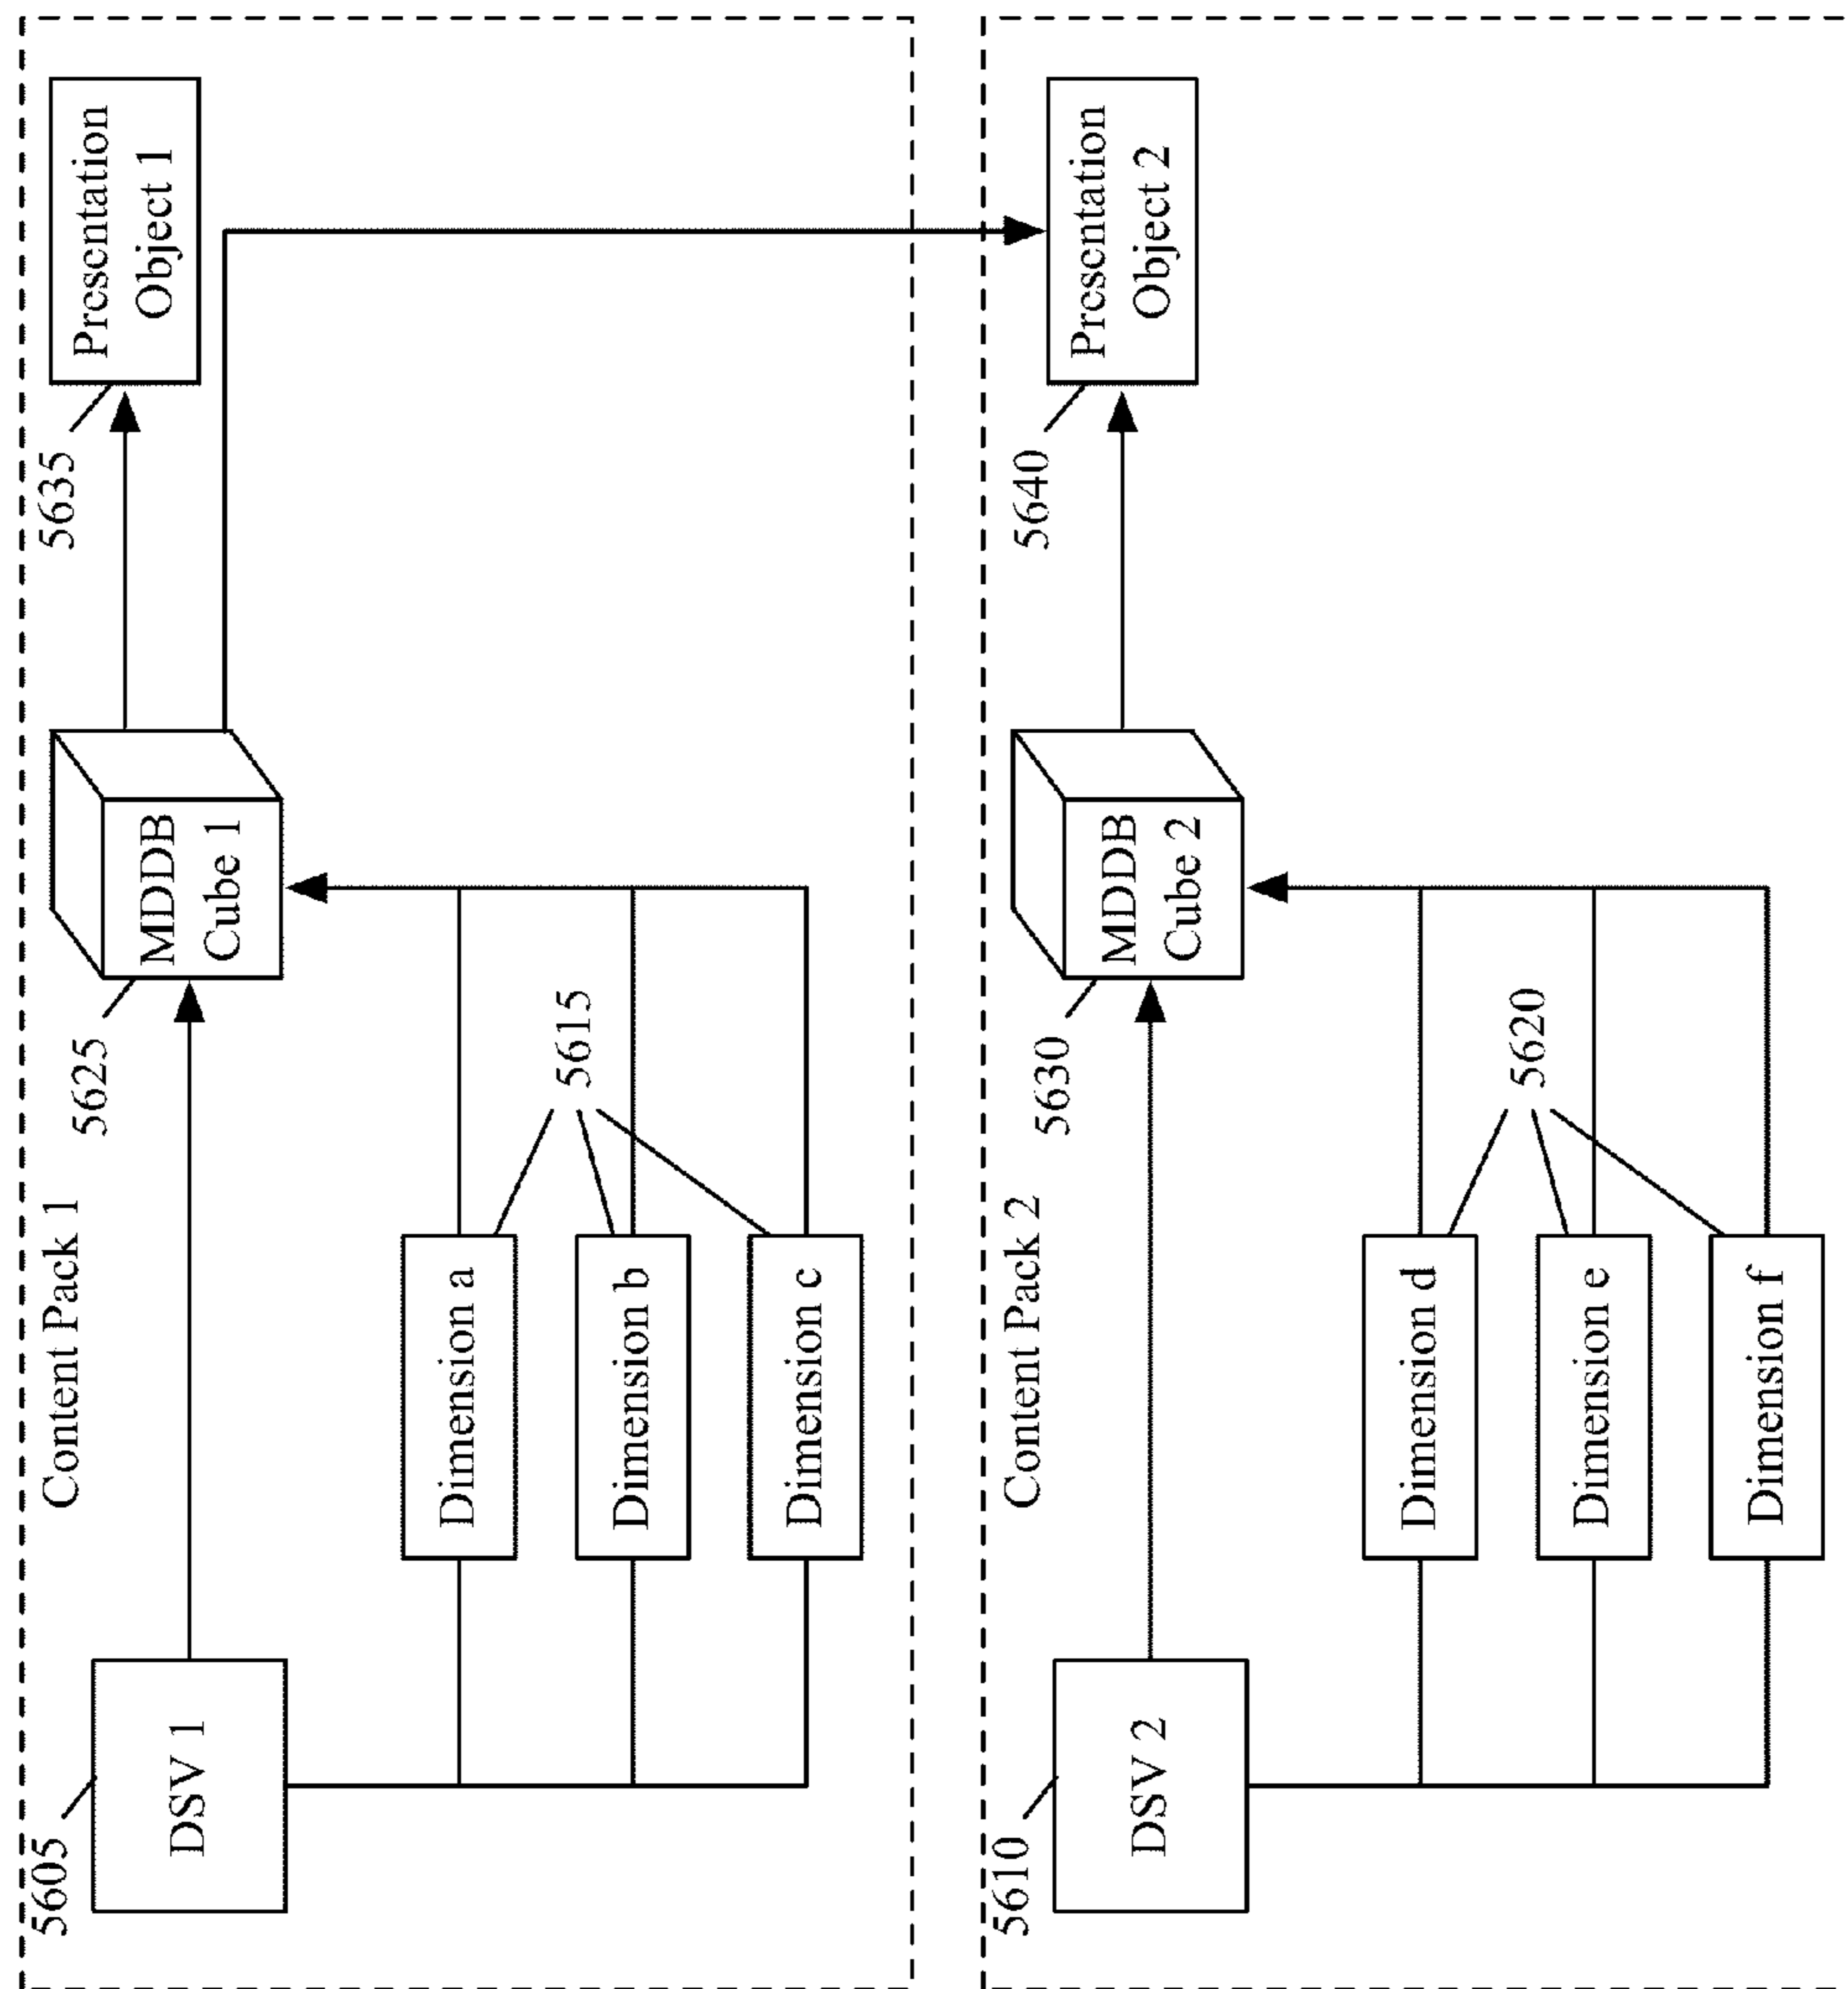 Content Pack 1
5605
DSV 1
5625
MDDB
Cube 1
5635
Presentation
Object 1
Dimension a
Dimension b
Dimension c
5615
Content Pack 2
5610
DSV 2
5630
MDDB
Cube 2
5640
Presentation
Object 2
Dimension d
Dimension e
Dimension f
5620